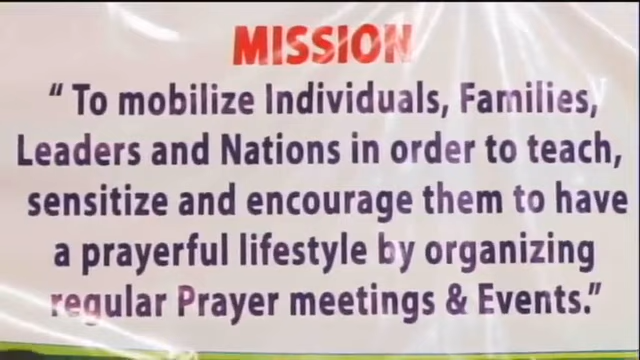 MISSION
“ To mobilize Individuals, Families,
Leaders and Nations in order to teach,
sensitize and encourage them to have
a prayerful lifestyle by organizing
regular Prayer meetings & Events.”